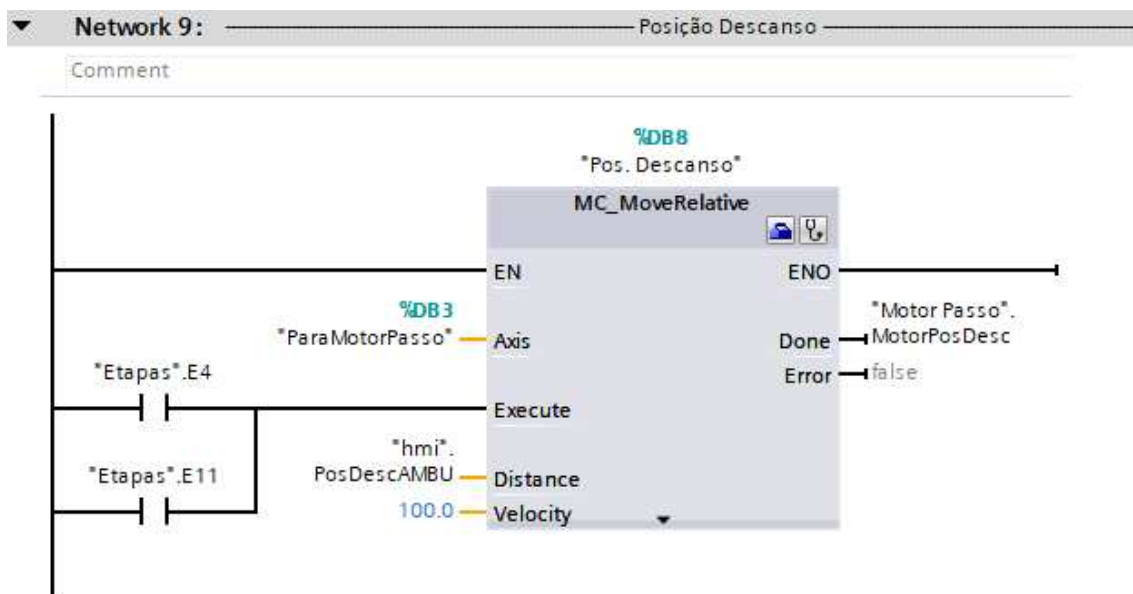 Network 9: Posição Descanso
Comment
%DB8
"Pos. Descanso"
MC_MoveRelative
EN ENO
%DB3
"ParaMotorPasso" Axis
"Motor Passo".
MotorPosDesc
Done
Error false
"Etapas".E4
Execute
"hmi".
PosDescAMBU Distance
"Etapas".E11
100.0 Velocity